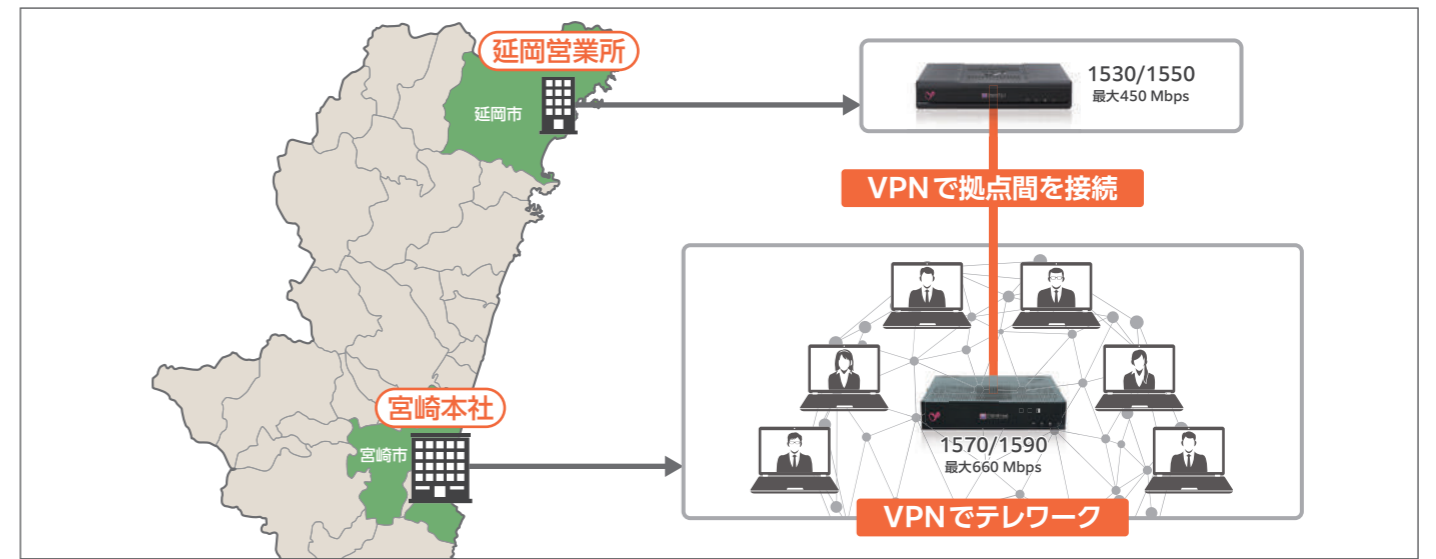 延岡営業所
延岡市
1530/1550
最大450 Mbps
VPNで拠点間を接続
宮崎本社
宮崎市
1570/1590
最大660 Mbps
VPNでテレワーク